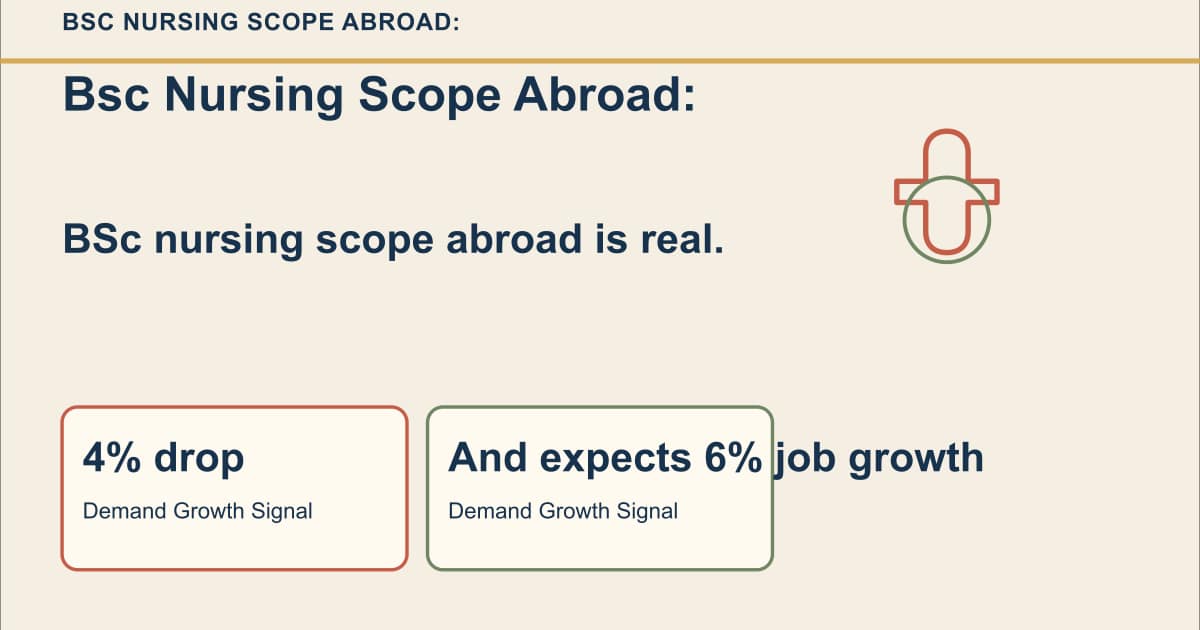 BSC NURSING SCOPE ABROAD:
Bsc Nursing Scope Abroad:
BSc nursing scope abroad is real.
4% drop
Demand Growth Signal
And expects 6% job growth
Demand Growth Signal